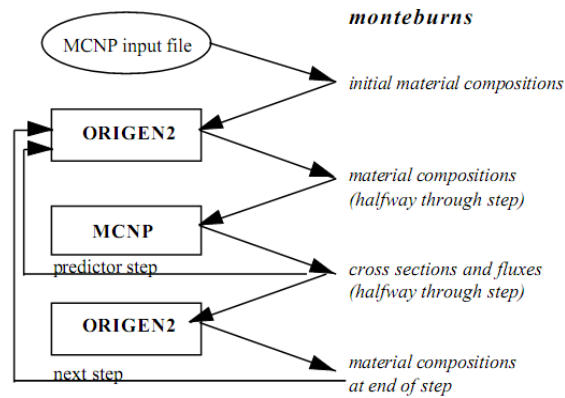 monteburns
MCNP input file
initial material compositions
ORIGEN2
material compositions
(halfway through step)
MCNP
predictor step
cross sections and fluxes
(halfway through step)
ORIGEN2
material compositions
next step
at end of step